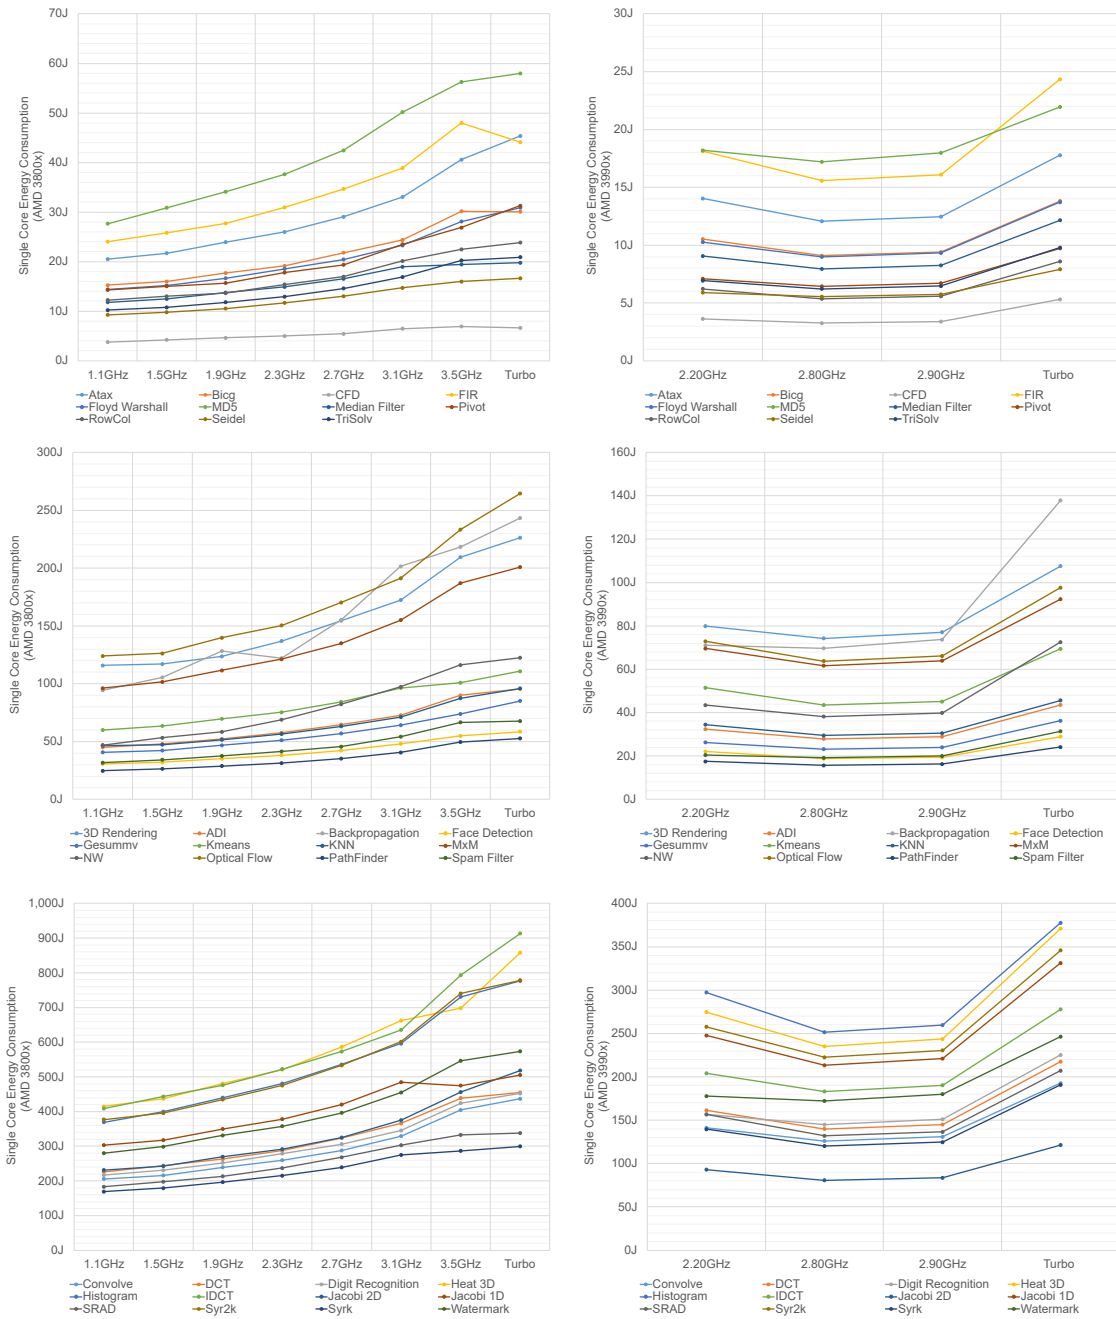 70J
60J
50J
40J
30J
20J
10J
0J
Single Core Energy Consumption
(AMD 3800x)
1.1GHz 1.5GHz 1.9GHz 2.3GHz 2.7GHz 3.1GHz 3.5GHz Turbo
Atax Bicg CFD FIR
Floyd Warshall MD5 Median Filter Pivot
RowCol Seidel TriSolv
30J
25J
20J
15J
10J
5J
0J
Single Core Energy Consumption
(AMD 3990x)
2.20GHz 2.80GHz 2.90GHz Turbo
Atax Bicg CFD FIR
Floyd Warshall MD5 Median Filter Pivot
RowCol Seidel TriSolv
300J
250J
200J
150J
100J
50J
0J
Single Core Energy Consumption
(AMD 3800x)
1.1GHz 1.5GHz 1.9GHz 2.3GHz 2.7GHz 3.1GHz 3.5GHz Turbo
3D Rendering ADI Backpropagation Face Detection
Gesummv Kmeans KNN MxM
NW Optical Flow PathFinder Spam Filter
160J
140J
120J
100J
80J
60J
40J
20J
0J
Single Core Energy Consumption
(AMD 3990x)
2.20GHz 2.80GHz 2.90GHz Turbo
3D Rendering ADI Backpropagation Face Detection
Gesummv Kmeans KNN MxM
NW Optical Flow PathFinder Spam Filter
1,000J
900J
800J
700J
600J
500J
400J
300J
200J
100J
0J
Single Core Energy Consumption
(AMD 3800x)
1.1GHz 1.5GHz 1.9GHz 2.3GHz 2.7GHz 3.1GHz 3.5GHz Turbo
Convolve DCT Digit Recognition Heat 3D
Histogram IDCT Jacobi 2D Jacobi 1D
SRAD Syr2k Syrk Watermark
400J
350J
300J
250J
200J
150J
100J
50J
0J
Single Core Energy Consumption
(AMD 3990x)
2.20GHz 2.80GHz 2.90GHz Turbo
Convolve DCT Digit Recognition Heat 3D
Histogram IDCT Jacobi 2D Jacobi 1D
SRAD Syr2k Syrk Watermark